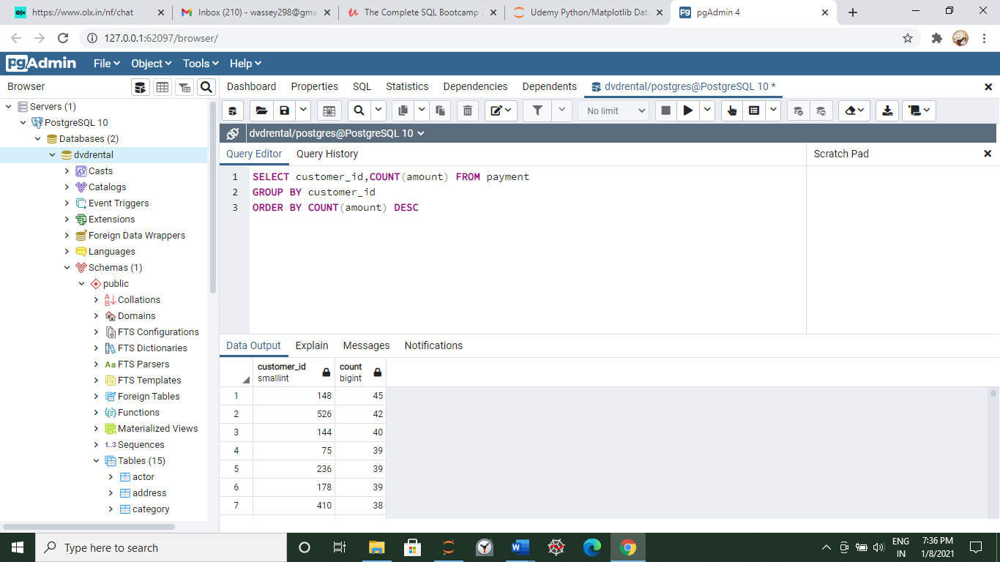 https://www.olx.in/nf/chat
Inbox (210) - wassey298@gma
The Complete SQL Bootcamp 2
Udemy Python/Matplotlib Dat
pgAdmin 4
127.0.0.1:62097/browser/
pgAdmin File Object Tools Help
Browser
Dashboard Properties SQL Statistics Dependencies Dependents dvdrental/postgres@PostgreSQL 10 *
No limit
dvdrental/postgres@PostgreSQL 10
Servers (1)
PostgreSQL 10
Databases (2)
dvdrental
Casts
Catalogs
Event Triggers
Extensions
Foreign Data Wrappers
Languages
Schemas (1)
public
Collations
Domains
FTS Configurations
FTS Dictionaries
Aa FTS Parsers
FTS Templates
Foreign Tables
Functions
Materialized Views
1..3 Sequences
Tables (15)
actor
address
category
Query Editor Query History
Scratch Pad
1 SELECT customer_id,COUNT(amount) FROM payment
2 GROUP BY customer_id
3 ORDER BY COUNT(amount) DESC
Data Output Explain Messages Notifications
customer_id count
smallint bigint
1 148 45
2 526 42
3 144 40
4 75 39
5 236 39
6 178 39
7 410 38
Type here to search
ENG
IN
7:36 PM
1/8/2021